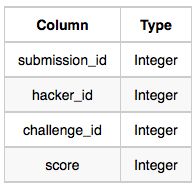 Column Type
submission_id Integer
hacker_id Integer
challenge_id Integer
score Integer